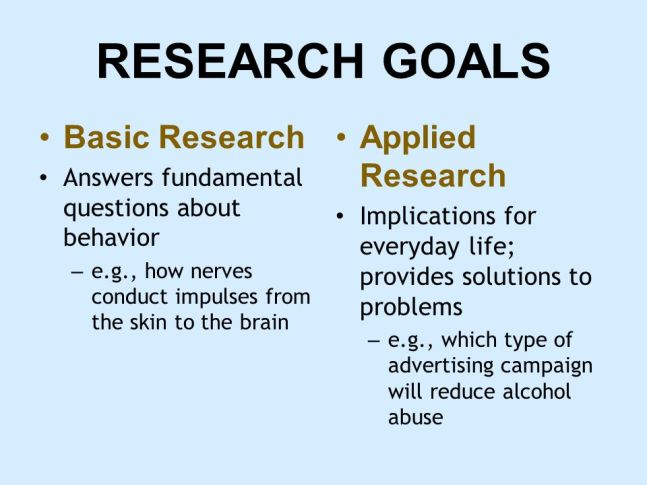 RESEARCH GOALS
• Basic Research
• Answers fundamental
questions about
behavior
– e.g., how nerves
conduct impulses from
the skin to the brain
• Applied
Research
• Implications for
everyday life;
provides solutions to
problems
– e.g., which type of
advertising campaign
will reduce alcohol
abuse